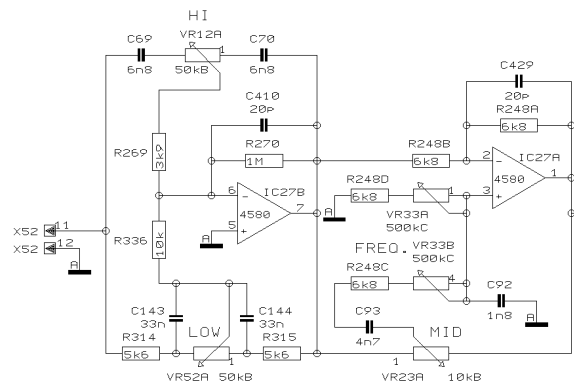 HI
C69
VR12A
1
C70
6n8
50kB
6n8
C429
20p
C410
20p
R248A
6k8
R269
3k9
R270
1M
R248B
6k8
2
IC27A
4580
1
3
R248D
6k8
1
VR33A
500kC
6
IC27B
4580
7
5
A
A
X52
11
X52
12
A
R336
10k
FREQ.
VR33B
500kC
R248C
6k8
4
C92
1n8
A
C143
33n
C144
33n
C93
4n7
LOW
MID
R314
5k6
1
R315
5k6
1
VR52A
50kB
VR23A
10kB